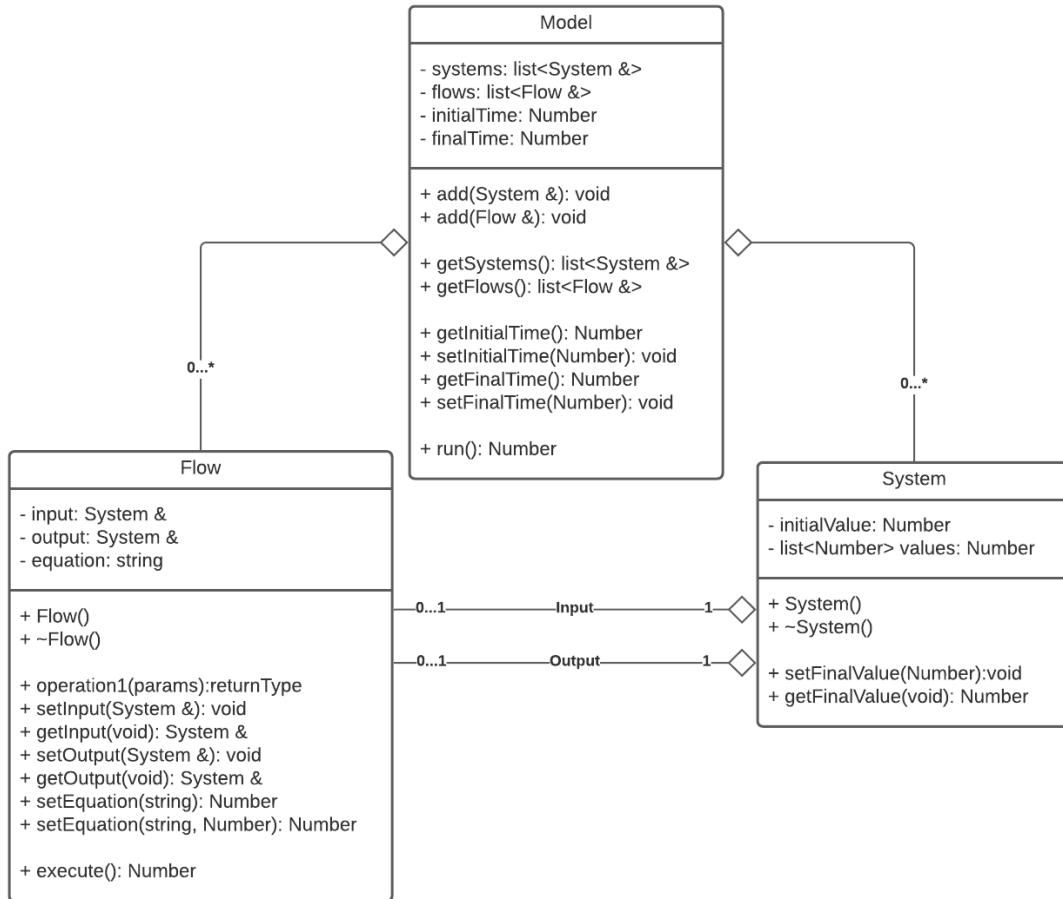 Model
- systems: list<System &>
- flows: list<Flow &>
- initialTime: Number
- finalTime: Number
+ add(System &): void
+ add(Flow &): void
+ getSystems(): list<System &>
+ getFlows(): list<Flow &>
+ getInitialTime(): Number
+ setInitialTime(Number): void
+ getFinalTime(): Number
+ setFinalTime(Number): void
+ run(): Number
0...*
0...*
Flow
- input: System &
- output: System &
- equation: string
+ Flow()
+ ~Flow()
+ operation1(params):returnType
+ setInput(System &): void
+ getInput(void): System &
+ setOutput(System &): void
+ getOutput(void): System &
+ setEquation(string): Number
+ setEquation(string, Number): Number
+ execute(): Number
0...1 Input 1
0...1 Output 1
System
- initialValue: Number
- list<Number> values: Number
+ System()
+ ~System()
+ setFinalValue(Number):void
+ getFinalValue(void): Number